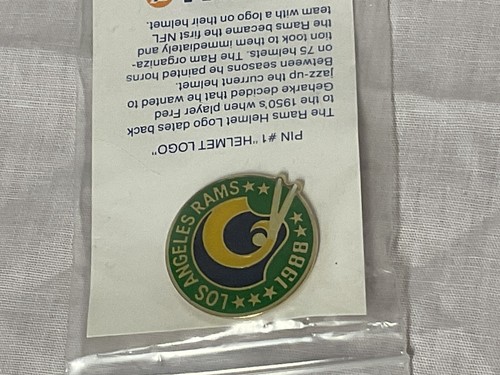 PIN #1 "HELMET LOGO"
The Rams Helmet Logo dates back
to the 1950's when player Fred
Geharke decided that he wanted to
jazz-up the current helmet.
Between seasons he painted horns
on 75 helmets. The Ram organiza-
tion took to them immediately and
the Rams became the first NFL
team with a logo on their helmet.
LOS ANGELES RAMS
1988